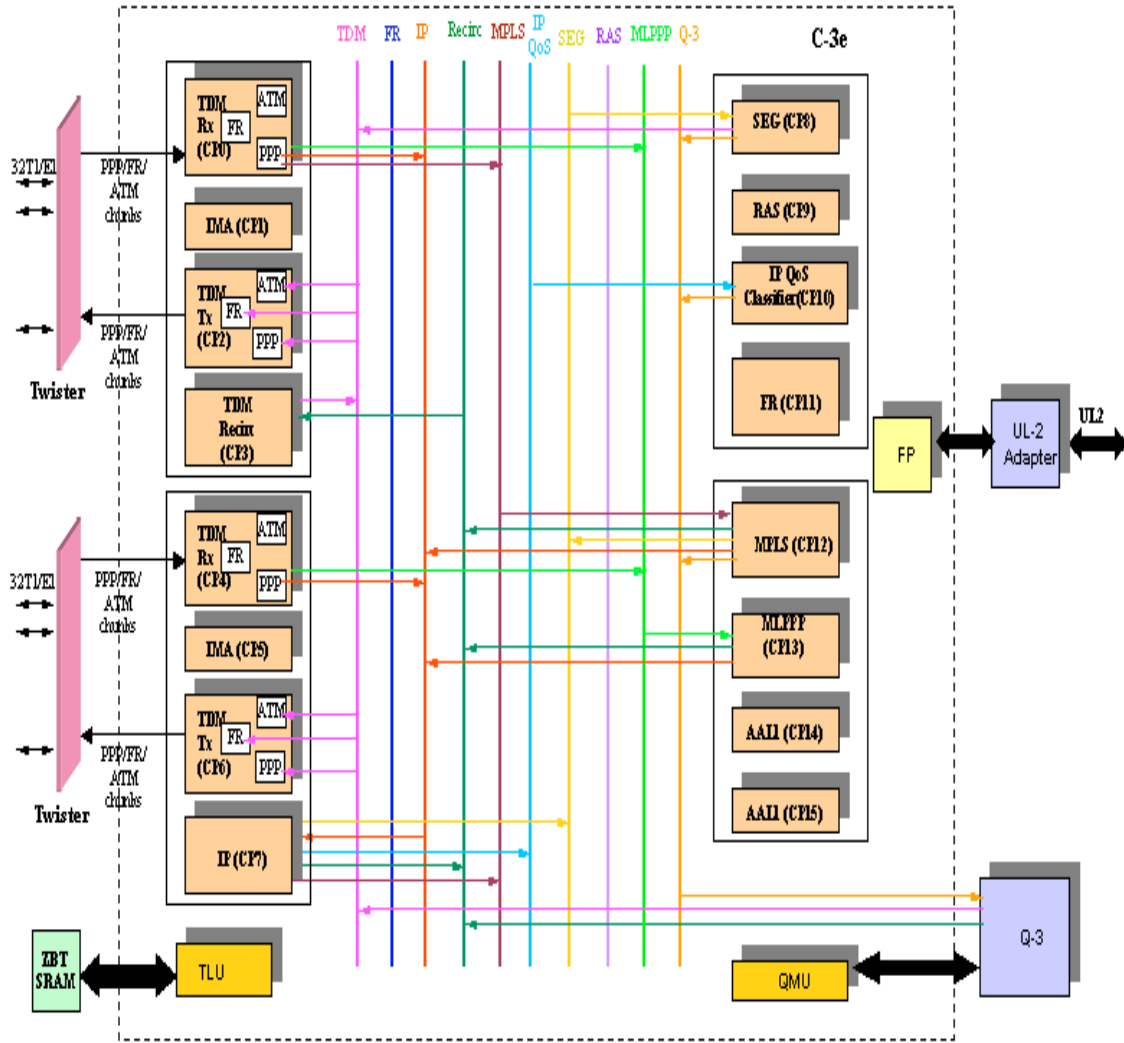 TDM
FR
IP
Recirc
MPLS
IP
QoS
SEG
RAS
MLPPP
Q-3
C-3e
TDM
Rx
(CP0)
ATM
FR
PPP
SEG (CP8)
32T1/E1
PPP/FR/
ATM
chunks
IMA (CP1)
RAS (CP9)
TDM
Tx
(CP2)
ATM
FR
PPP
IP QoS
Classifier(CP10)
PPP/FR/
ATM
chunks
Twister
TDM
Recirc
(CP3)
FR (CP11)
FP
UL-2
Adapter
UL2
TDM
Rx
(CP4)
ATM
FR
PPP
MPLS (CP12)
32T1/E1
PPP/FR/
ATM
chunks
IMA (CP5)
MLPPP
(CP13)
TDM
Tx
(CP6)
ATM
FR
PPP
AAL1 (CP14)
PPP/FR/
ATM
chunks
Twister
AAL1 (CP15)
IP (CP7)
Q-3
ZBT
SRAM
TLU
QMU